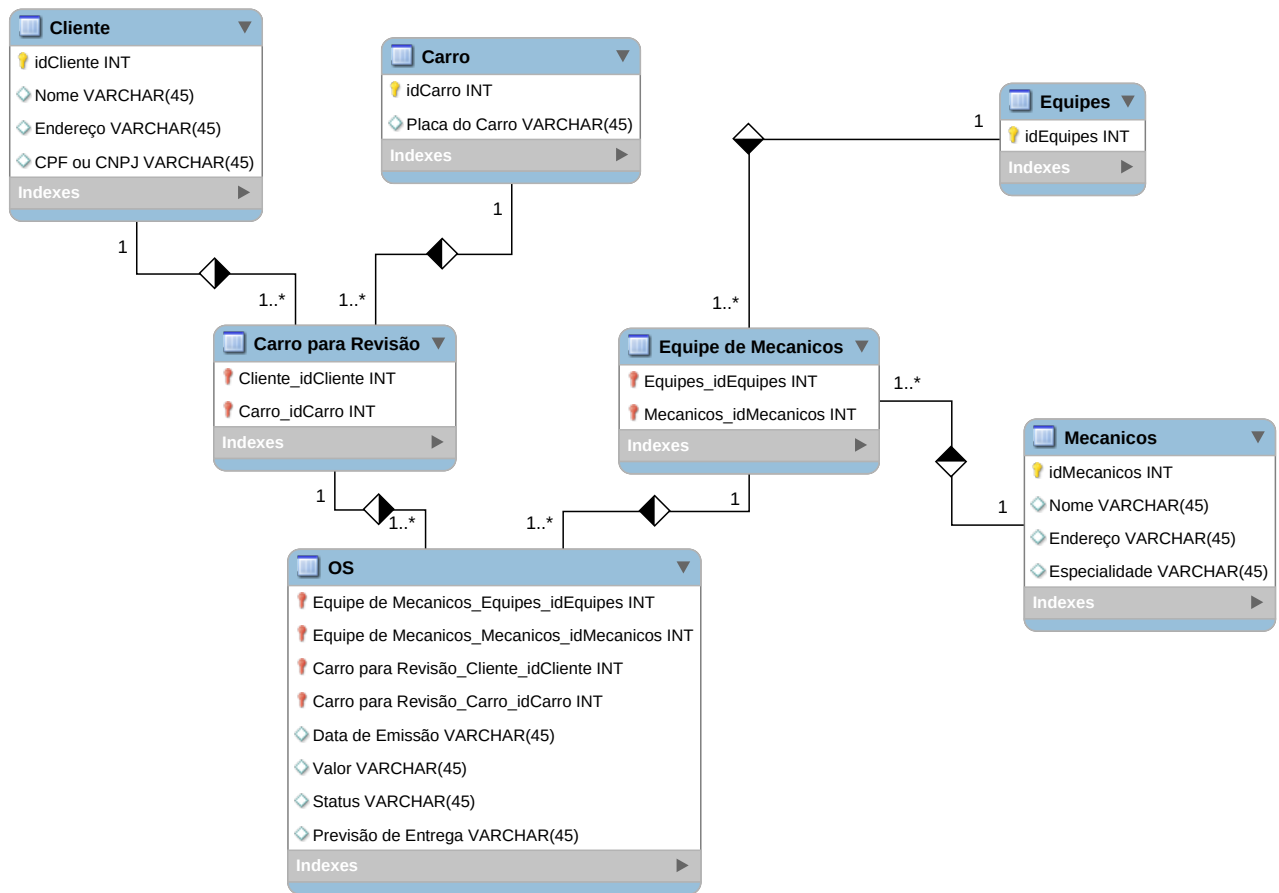 Cliente
idCliente INT
Nome VARCHAR(45)
Endereço VARCHAR(45)
CPF ou CNPJ VARCHAR(45)
Indexes
Carro
idCarro INT
Placa do Carro VARCHAR(45)
Indexes
Equipes
idEquipes INT
Indexes
1
1
1
1..*
1..*
1..*
Carro para Revisão
Cliente_idCliente INT
Carro_idCarro INT
Indexes
Equipe de Mecanicos
Equipes_idEquipes INT
Mecanicos_idMecanicos INT
Indexes
1..*
1
Mecanicos
idMecanicos INT
Nome VARCHAR(45)
Endereço VARCHAR(45)
Especialidade VARCHAR(45)
Indexes
1
1..*
1..*
1
OS
Equipe de Mecanicos_Equipes_idEquipes INT
Equipe de Mecanicos_Mecanicos_idMecanicos INT
Carro para Revisão_Cliente_idCliente INT
Carro para Revisão_Carro_idCarro INT
Data de Emissão VARCHAR(45)
Valor VARCHAR(45)
Status VARCHAR(45)
Previsão de Entrega VARCHAR(45)
Indexes